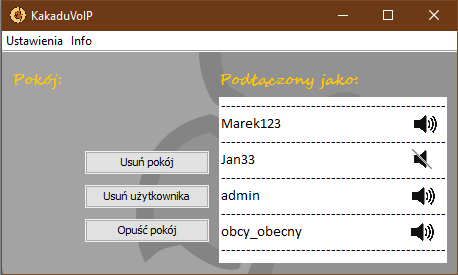 KakaduVoIP
Ustawienia Info
Pokój:
Podłączony jako:
Marek123
Jan33
Usuń pokój
admin
Usuń użytkownika
obcy_obecny
Opuść pokój